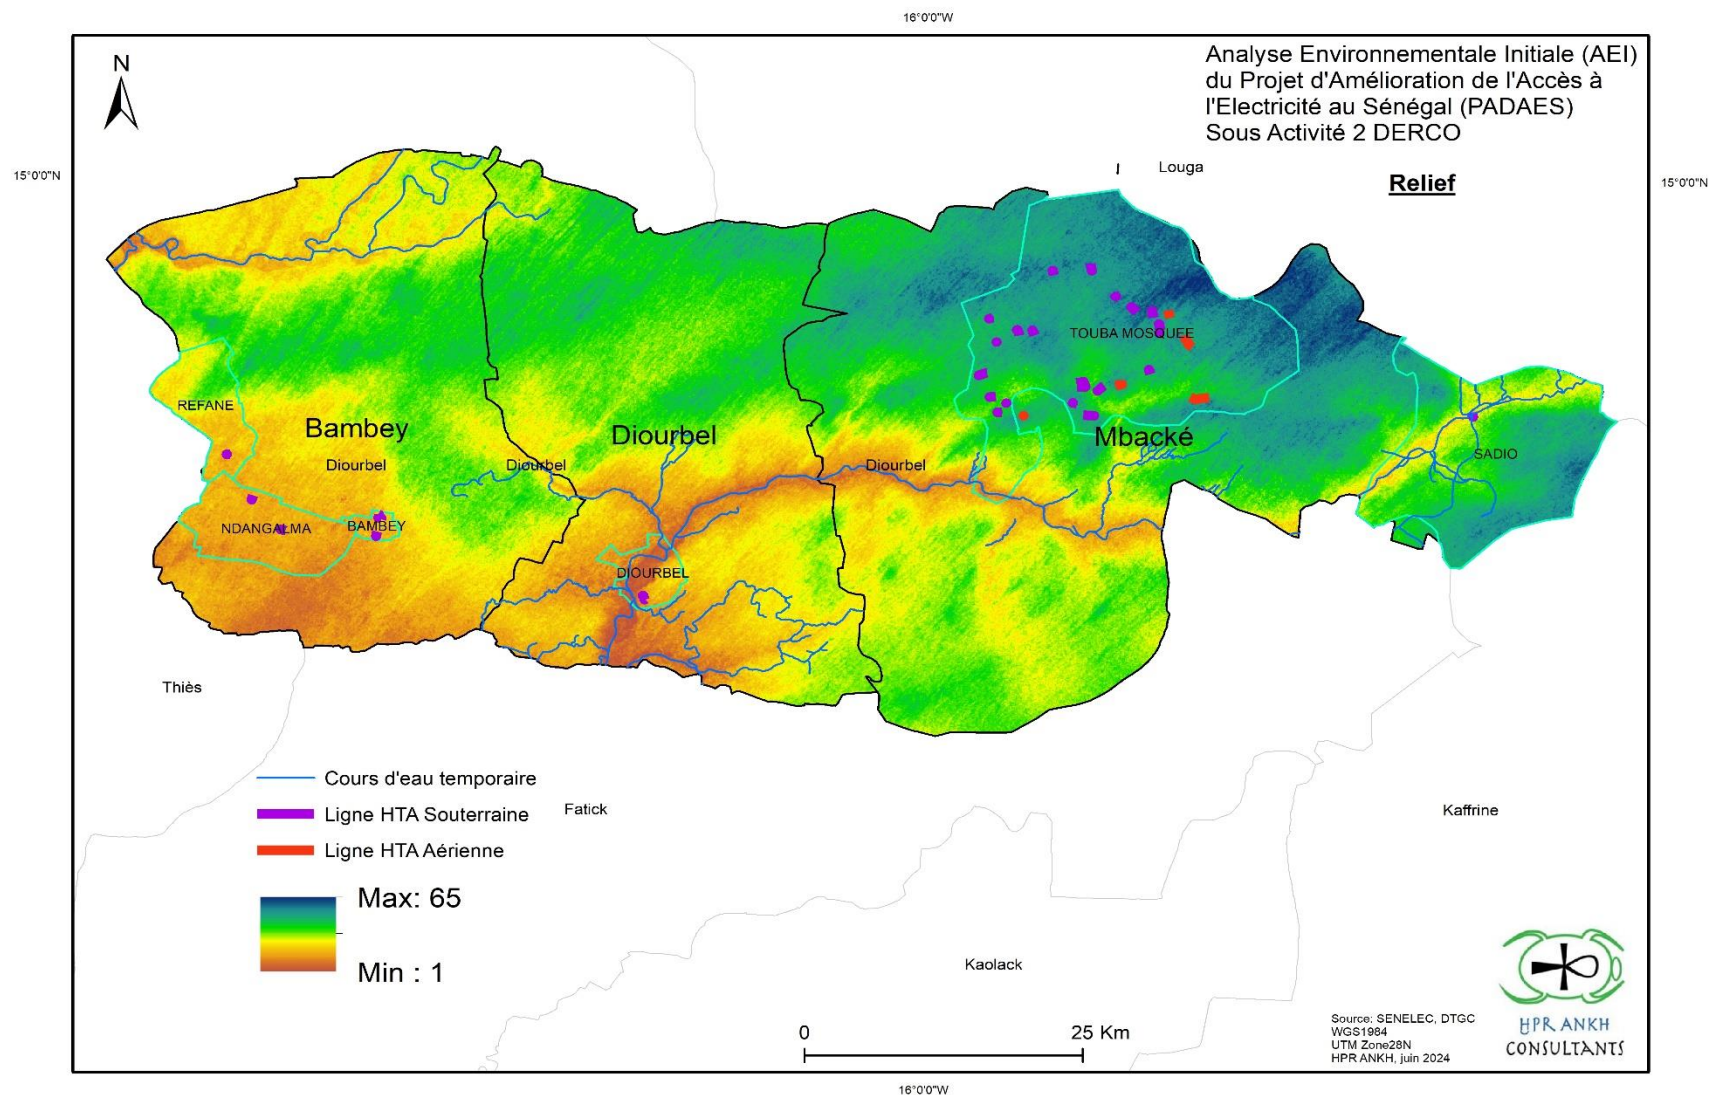 16°0'0"W
N
Analyse Environnementale Initiale (AEI)
du Projet d'Amélioration de l'Accès à
l'Electricité au Sénégal (PADAES)
Sous Activité 2 DERCO
15°0'0"N
Louga
15°0'0"N
Relief
TOUBA MOSQUEE
REFANE
Bambey
Diourbel
Mbacké
Diourbel
Diourbel
Diourbel
SADIO
NDANGALMA
BAMBEY
DIOURBEL
Thiès
Cours d'eau temporaire
Ligne HTA Souterraine
Ligne HTA Aérienne
Fatick
Kaffrine
Max: 65
Min : 1
Kaolack
0
25 Km
Source: SENELEC, DTGC
WGS1984
UTM Zone28N
HPR ANKH, juin 2024
HPR ANKH
CONSULTANTS
16°0'0"W